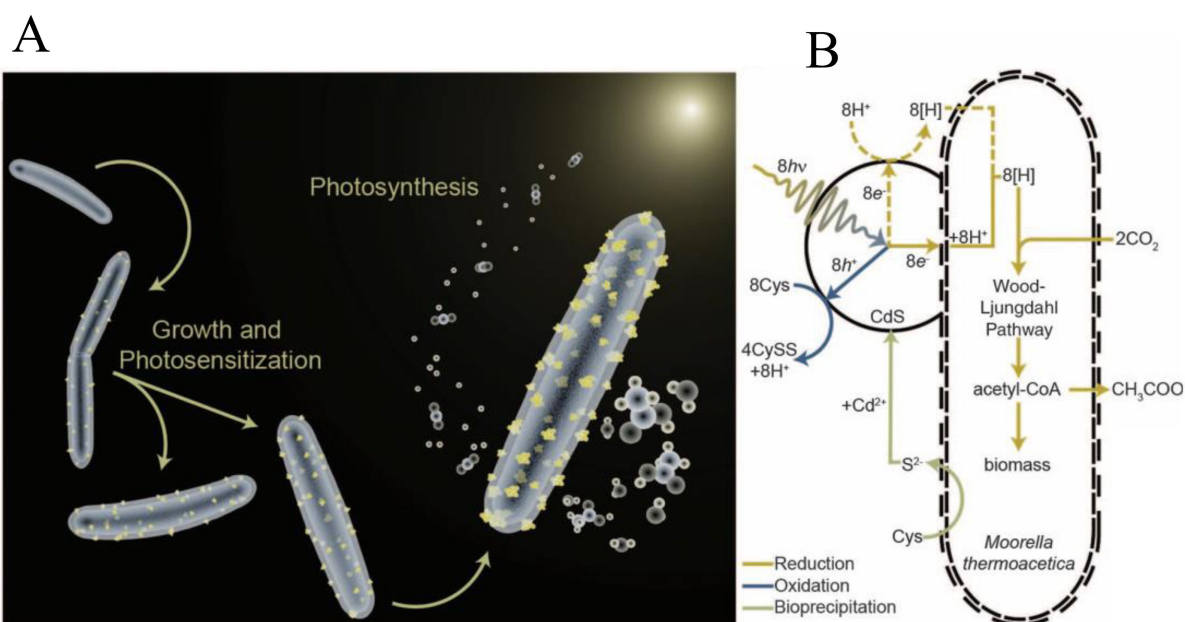 A
B
Photosynthesis
Growth and
Photosensitization
8H⁺
8[H]
8hν
8[H]
8e⁻
+8H⁺
8h⁺
8e⁻
2CO₂
8Cys
Wood-
Ljungdahl
Pathway
CdS
4CySS
+8H⁺
acetyl-CoA
CH₃COO
+Cd²⁺
S²⁻
biomass
Cys
Moorella
thermoacetica
Reduction
Oxidation
Bioprecipitation